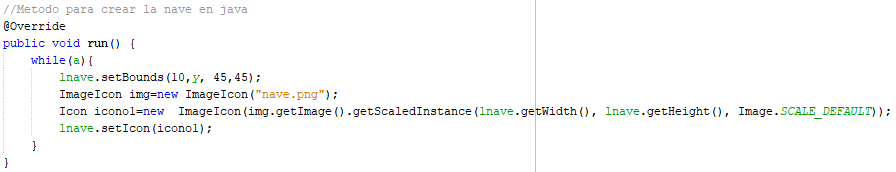 //Metodo para crear la nave en java
@Override
public void run() {
while(a){
lnave.setBounds(10,y, 45,45);
ImageIcon img=new ImageIcon("nave.png");
Icon icono1=new  ImageIcon(img.getImage().getScaledInstance(lnave.getWidth(), lnave.getHeight(), Image.SCALE_DEFAULT));
lnave.setIcon(icono1);
}
}